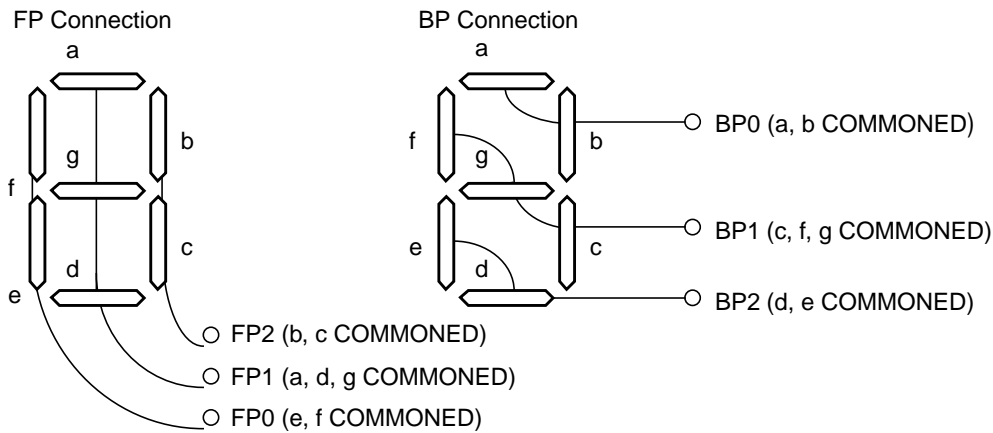 FP Connection
a
b
g
f
c
d
e
FP2 (b, c COMMONED)
FP1 (a, d, g COMMONED)
FP0 (e, f COMMONED)
BP Connection
a
BP0 (a, b COMMONED)
f
b
g
BP1 (c, f, g COMMONED)
e
c
d
BP2 (d, e COMMONED)